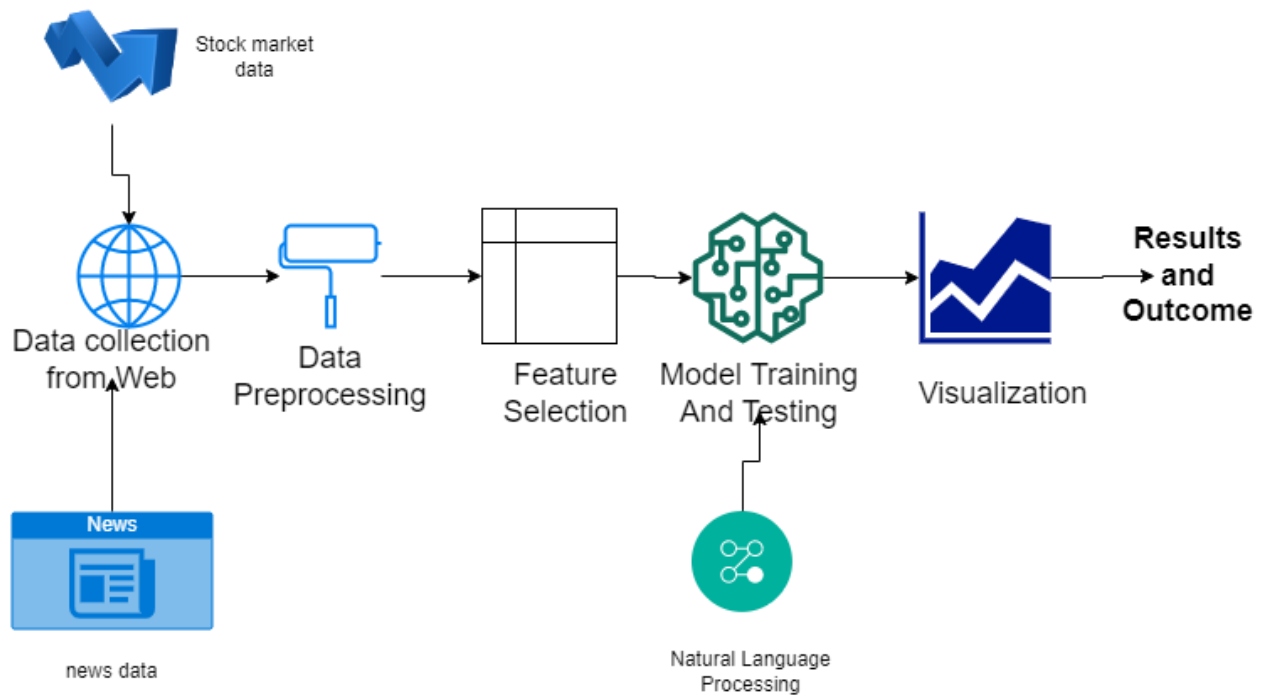 Stock market
data
Data collection
from Web
Data
Preprocessing
Feature
Selection
Model Training
And Testing
Visualization
Results
and
Outcome
News
news data
Natural Language
Processing